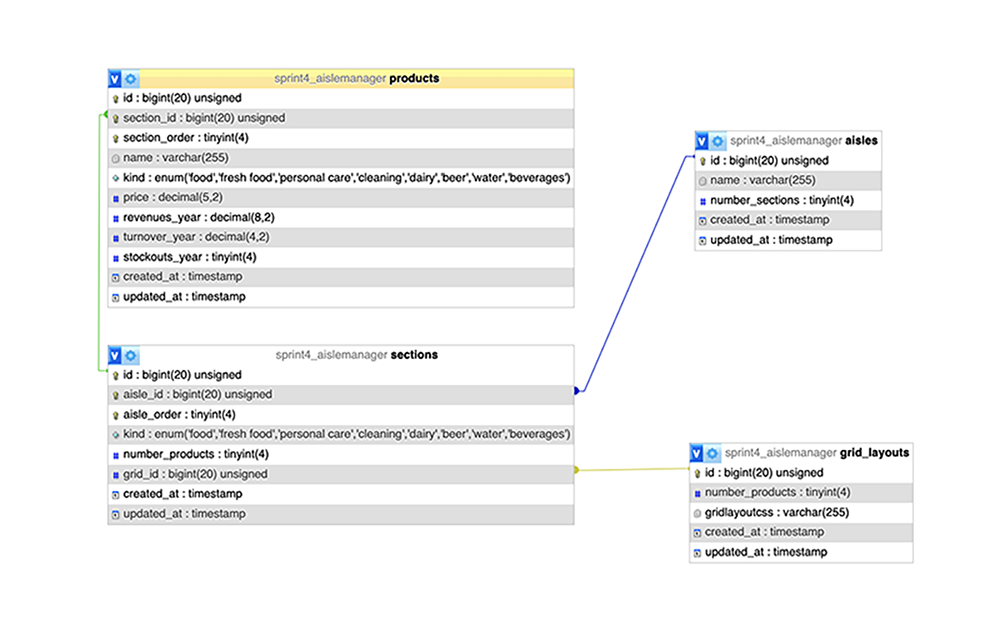 sprint4_aislemanager products
id : bigint(20) unsigned
section_id : bigint(20) unsigned
section_order : tinyint(4)
name : varchar(255)
kind : enum('food','fresh food','personal care','cleaning','dairy','beer','water','beverages')
price : decimal(5,2)
revenues_year : decimal(8,2)
turnover_year : decimal(4,2)
stockouts_year : tinyint(4)
created_at : timestamp
updated_at : timestamp
sprint4_aislemanager aisles
id : bigint(20) unsigned
name : varchar(255)
number_sections : tinyint(4)
created_at : timestamp
updated_at : timestamp
sprint4_aislemanager sections
id : bigint(20) unsigned
aisle_id : bigint(20) unsigned
aisle_order : tinyint(4)
kind : enum('food','fresh food','personal care','cleaning','dairy','beer','water','beverages')
number_products : tinyint(4)
grid_id : bigint(20) unsigned
created_at : timestamp
updated_at : timestamp
sprint4_aislemanager grid_layouts
id : bigint(20) unsigned
number_products : tinyint(4)
gridlayoutcss : varchar(255)
created_at : timestamp
updated_at : timestamp